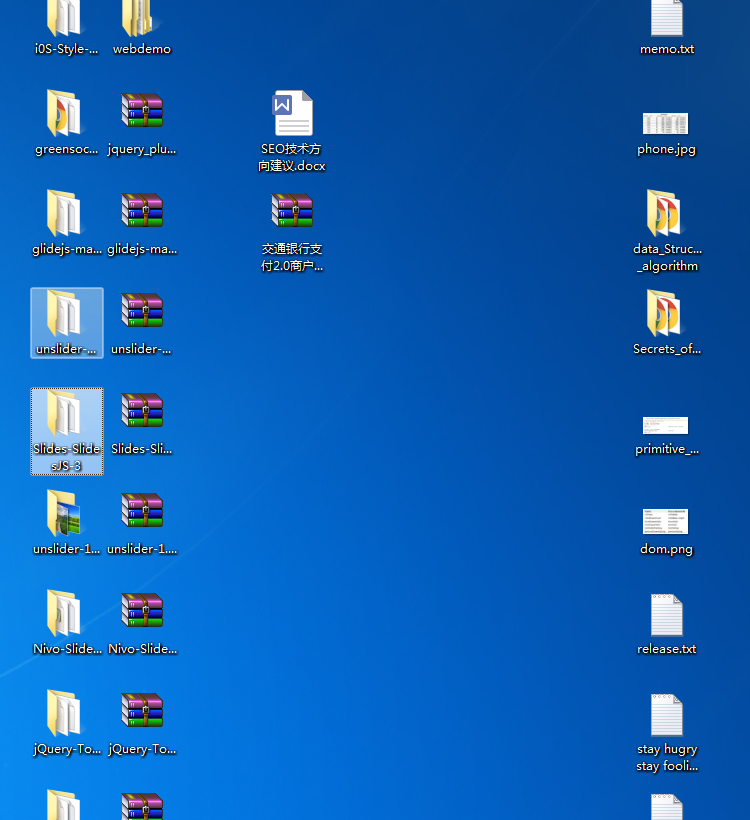 i0S-Style-...
webdemo
memo.txt
greensoc...
jquery_plu...
SEO技术方
向建议.docx
phone.jpg
glidejs-ma...
glidejs-ma...
交通银行支
付2.0商户...
data_Struc...
_algorithm
unslider-...
unslider-...
Secrets_of...
Slides-Slide
sJS-3
Slides-Sli...
primitive_...
unslider-1...
unslider-1....
dom.png
Nivo-Slide...
Nivo-Slide...
release.txt
jQuery-To...
jQuery-To...
stay hugry
stay fooli...